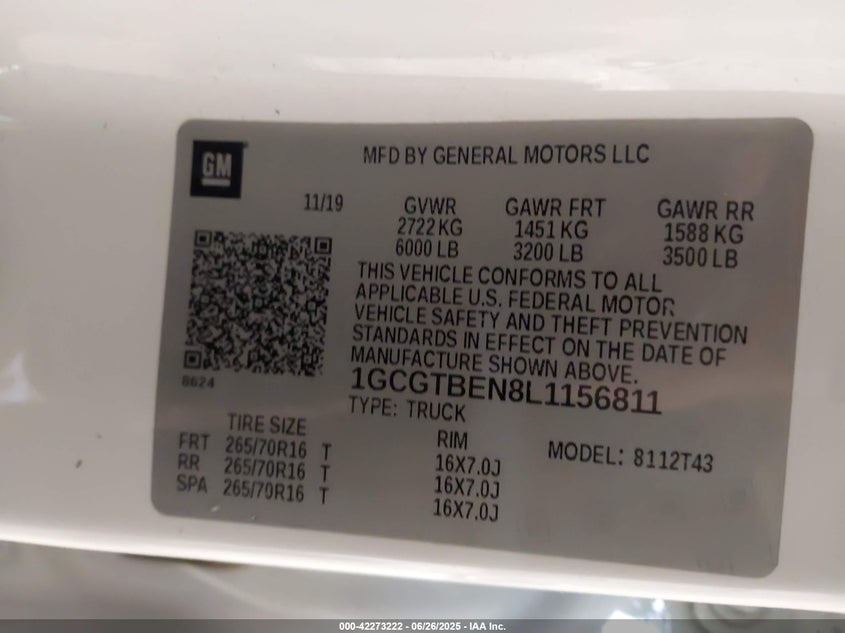 GM
MFD BY GENERAL MOTORS LLC
11/19 GVWR GAWR FRT GAWR RR
2722 KG 1451 KG 1588 KG
6000 LB 3200 LB 3500 LB
THIS VEHICLE CONFORMS TO ALL
APPLICABLE U.S. FEDERAL MOTOR
VEHICLE SAFETY AND THEFT PREVENTION
STANDARDS IN EFFECT ON THE DATE OF
MANUFACTURE SHOWN ABOVE.
8624
1GCGTBEN8L1156811
TYPE: TRUCK
TIRE SIZE RIM MODEL: 8112T43
FRT 265/70R16 T 16X7.0J
RR 265/70R16 T 16X7.0J
SPA 265/70R16 T 16X7.0J
000-42273222 - 06/26/2025 - IAA Inc.